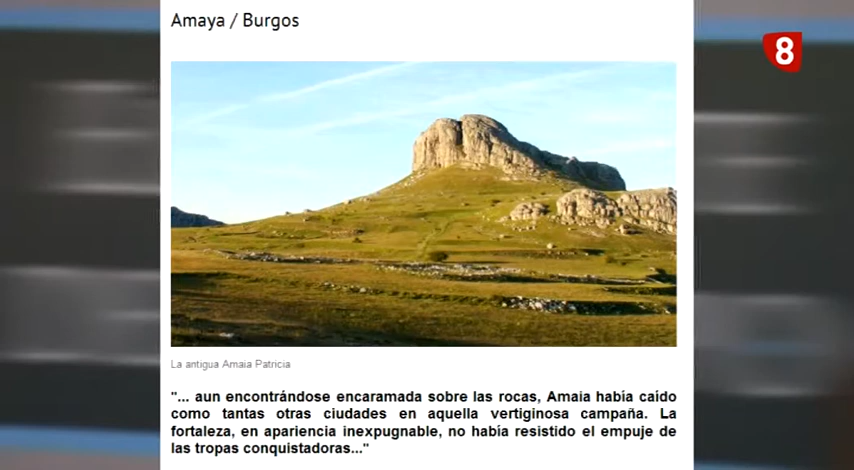 Amaya / Burgos
8
La antigua Amaia Patricia
"... aun encontrándose encaramada sobre las rocas, Amaia había caído
como tantas otras ciudades en aquella vertiginosa campaña. La
fortaleza, en apariencia inexpugnable, no había resistido el empuje de
las tropas conquistadoras..."